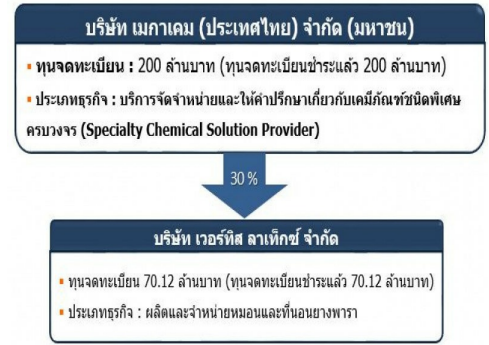 บริษัท เมกาเคม (ประเทศไทย) จำกัด (มหาชน)
▪ ทุนจดทะเบียน : 200 ล้านบาท (ทุนจดทะเบียนชำระแล้ว 200 ล้านบาท)
▪ ประเภทธุรกิจ : บริการจัดจำหน่ายและให้คำปรึกษาเกี่ยวกับเคมีภัณฑ์ชนิดพิเศษ
ครบวงจร (Specialty Chemical Solution Provider)
30 %
บริษัท เวอร์ทิส ลาเท็กซ์ จำกัด
▪ ทุนจดทะเบียน 70.12 ล้านบาท (ทุนจดทะเบียนชำระแล้ว 70.12 ล้านบาท)
▪ ประเภทธุรกิจ : ผลิตและจำหน่ายหมอนและที่นอนยางพารา